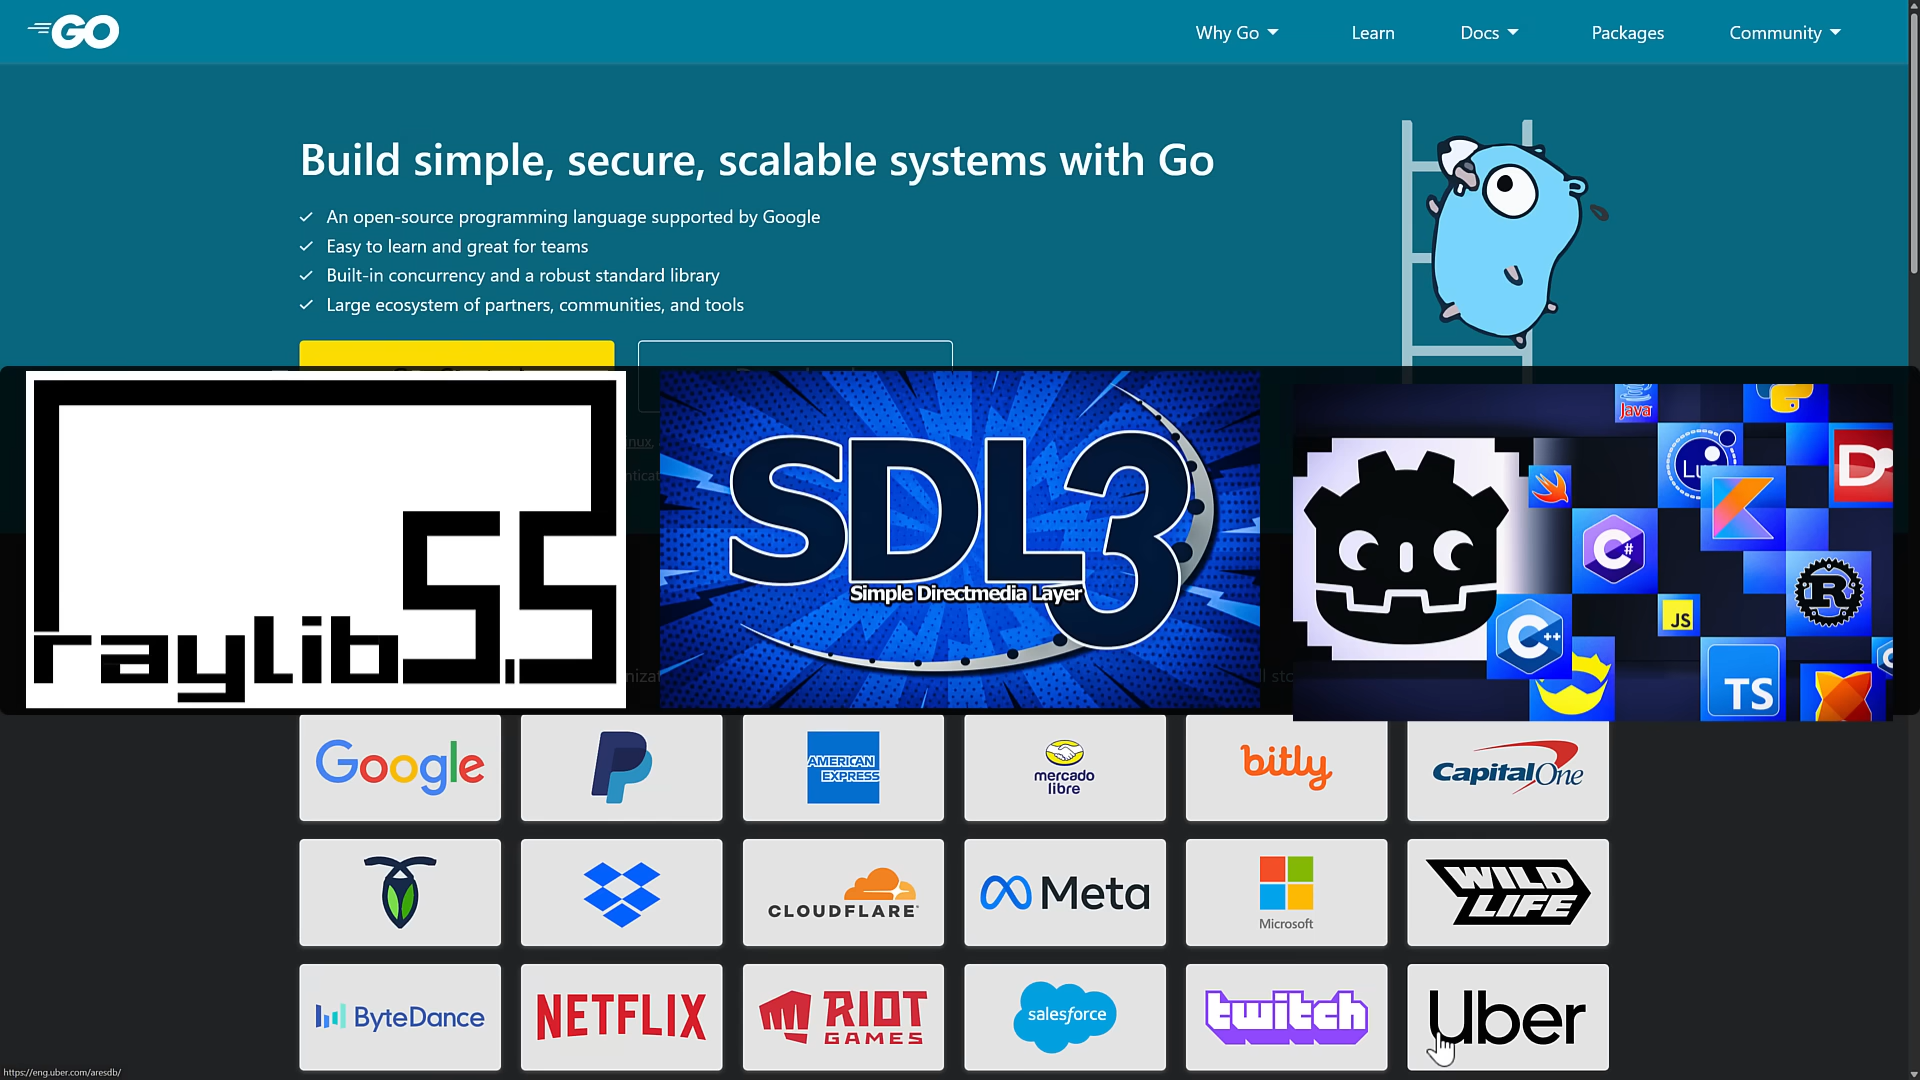 GO
Why Go
Learn
Docs
Packages
Community
Build simple, secure, scalable systems with Go
An open-source programming language supported by Google
Easy to learn and great for teams
Built-in concurrency and a robust standard library
Large ecosystem of partners, communities, and tools
raylib 5.5
SDL3
Simple Directmedia Layer
Java
Lu
D
C#
R
C++
JS
TS
C
Google
AMERICAN
EXPRESS
mercado
libre
bitly
Capital One
CLOUDFLARE
Meta
Microsoft
WILD
LIFE
ByteDance
NETFLIX
RIOT
GAMES
salesforce
twitch
Uber
https://eng.uber.com/aresdb/